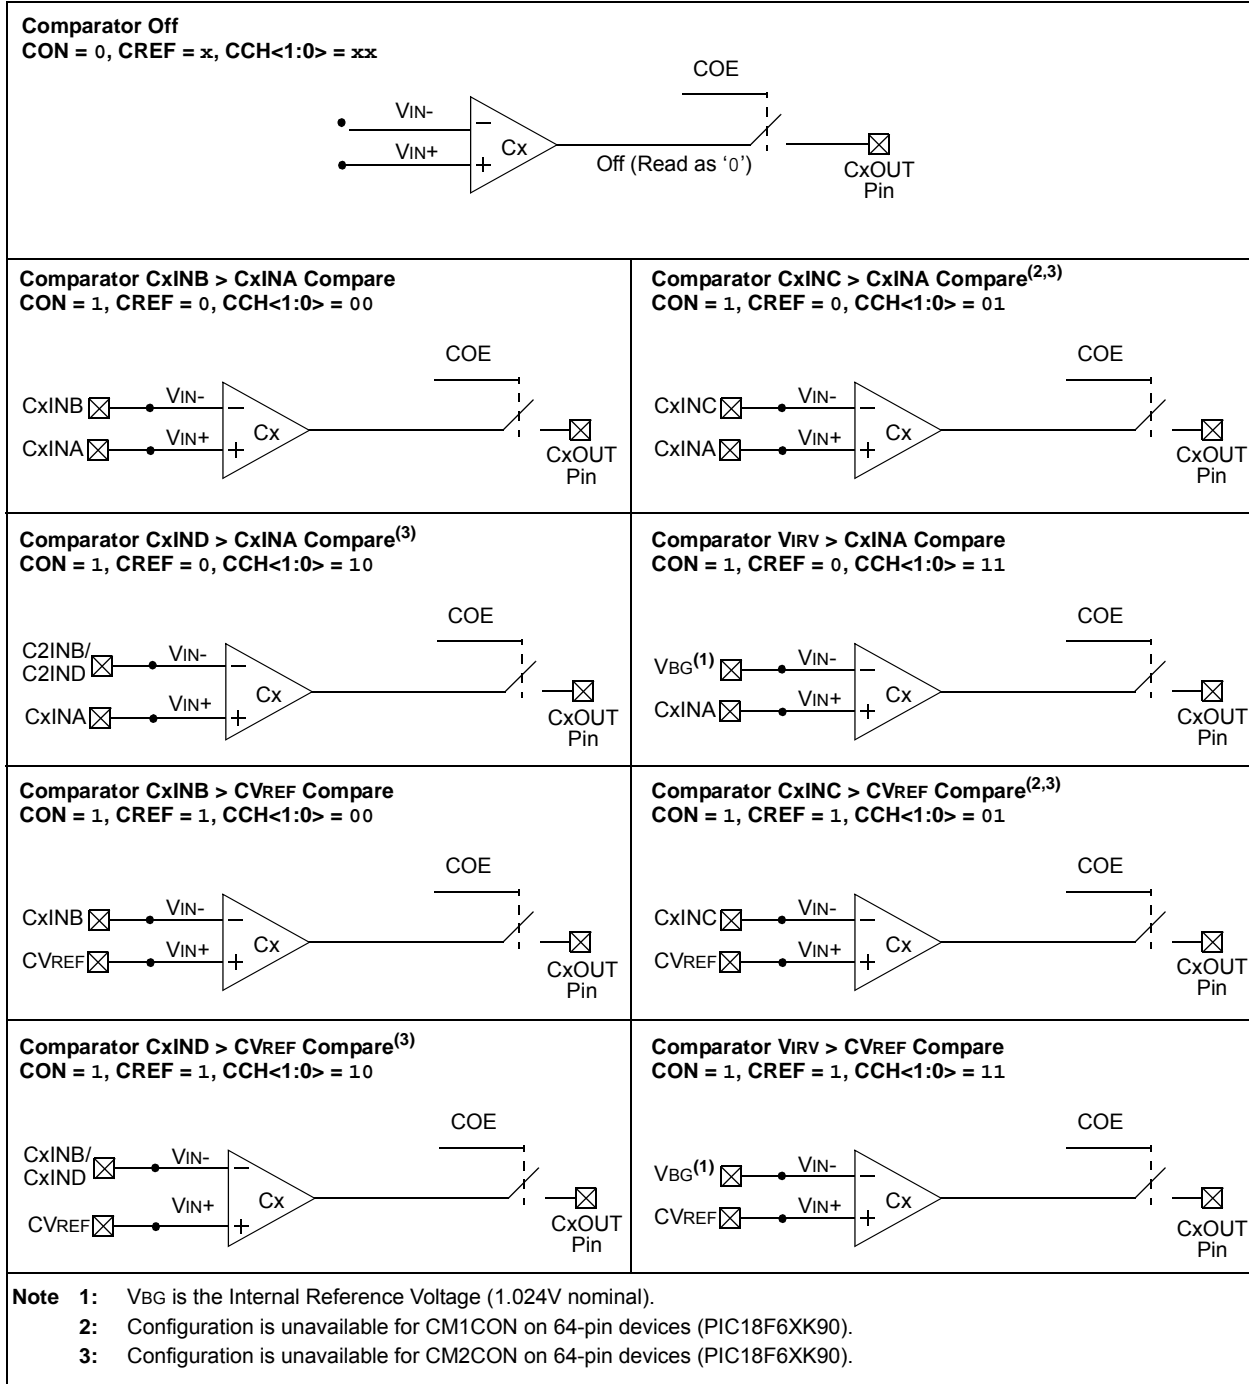 Comparator Off
CON = 0, CREF = x, CCH<1:0> = xx
COE
VIN-
VIN+
Cx
Off (Read as ‘0’)
CxOUT
Pin
Comparator CxINB > CxINA Compare
CON = 1, CREF = 0, CCH<1:0> = 00
COE
CxINB
VIN-
CxINA
VIN+
Cx
CxOUT
Pin
Comparator CxINC > CxINA Compare(2,3)
CON = 1, CREF = 0, CCH<1:0> = 01
COE
CxINC
VIN-
CxINA
VIN+
Cx
CxOUT
Pin
Comparator CxIND > CxINA Compare(3)
CON = 1, CREF = 0, CCH<1:0> = 10
COE
C2INB/
C2IND
VIN-
CxINA
VIN+
Cx
CxOUT
Pin
Comparator VIRV > CxINA Compare
CON = 1, CREF = 0, CCH<1:0> = 11
COE
VBG(1)
VIN-
CxINA
VIN+
Cx
CxOUT
Pin
Comparator CxINB > CVREF Compare
CON = 1, CREF = 1, CCH<1:0> = 00
COE
CxINB
VIN-
CVREF
VIN+
Cx
CxOUT
Pin
Comparator CxINC > CVREF Compare(2,3)
CON = 1, CREF = 1, CCH<1:0> = 01
COE
CxINC
VIN-
CVREF
VIN+
Cx
CxOUT
Pin
Comparator CxIND > CVREF Compare(3)
CON = 1, CREF = 1, CCH<1:0> = 10
COE
CxINB/
CxIND
VIN-
CVREF
VIN+
Cx
CxOUT
Pin
Comparator VIRV > CVREF Compare
CON = 1, CREF = 1, CCH<1:0> = 11
COE
VBG(1)
VIN-
CVREF
VIN+
Cx
CxOUT
Pin
Note 1: VBG is the Internal Reference Voltage (1.024V nominal).
2: Configuration is unavailable for CM1CON on 64-pin devices (PIC18F6XK90).
3: Configuration is unavailable for CM2CON on 64-pin devices (PIC18F6XK90).